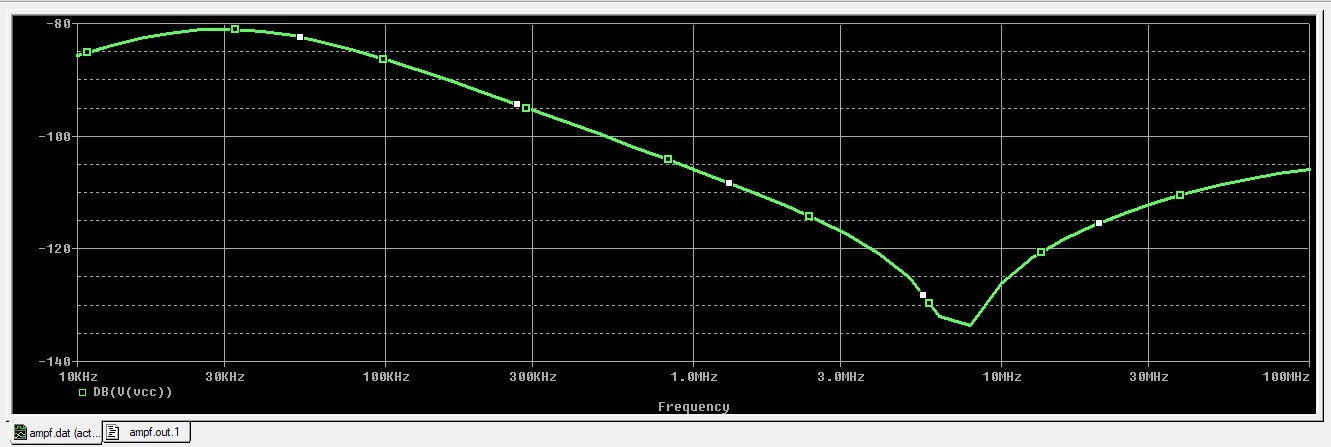 -80
-100
-120
-140
10KHz 30KHz 100KHz 300KHz 1.0MHz 3.0MHz 10MHz 30MHz 100MHz
DB(V(vcc))
Frequency
ampf.dat (act... ampf.out.1